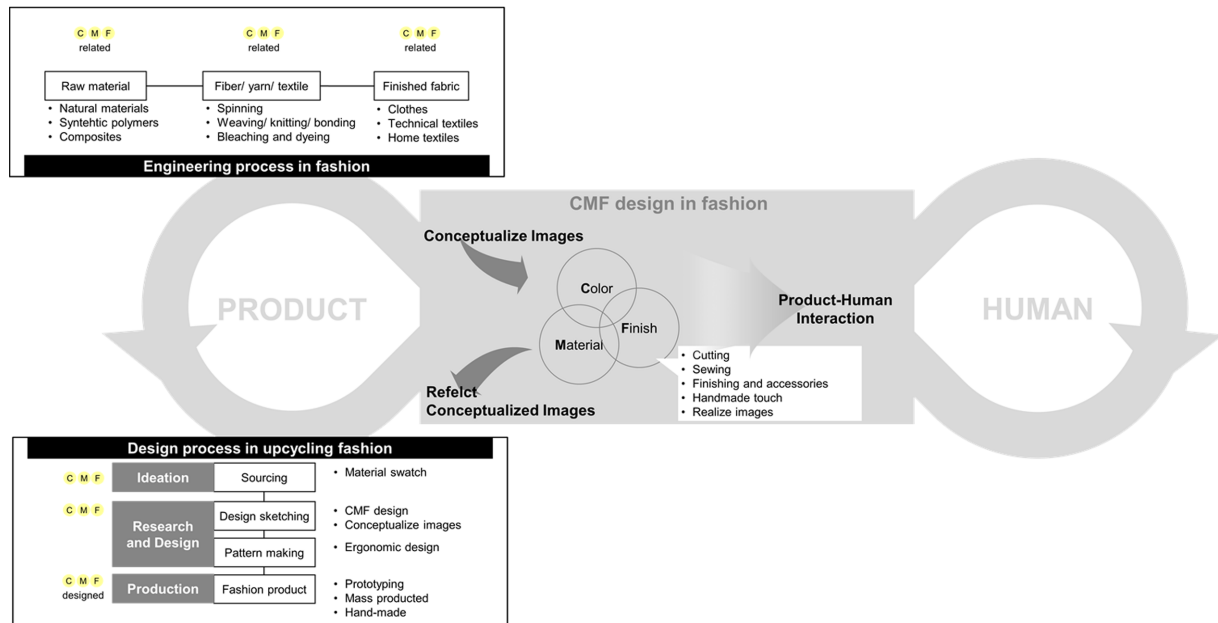 C M F
related
C M F
related
C M F
related
Raw material
Fiber/ yarn/ textile
Finished fabric
• Natural materials
• Syntehtic polymers
• Composites
• Spinning
• Weaving/ knitting/ bonding
• Bleaching and dyeing
• Clothes
• Technical textiles
• Home textiles
Engineering process in fashion
CMF design in fashion
Conceptualize Images
PRODUCT
Color
Finish
Material
Product-Human
Interaction
HUMAN
• Cutting
• Sewing
• Finishing and accessories
• Handmade touch
• Realize images
Refelct
Conceptualized Images
Design process in upcycling fashion
C M F
Ideation
Sourcing
• Material swatch
C M F
Research
and Design
Design sketching
• CMF design
• Conceptualize images
Pattern making
• Ergonomic design
C M F
designed
Production
Fashion product
• Prototyping
• Mass producted
• Hand-made